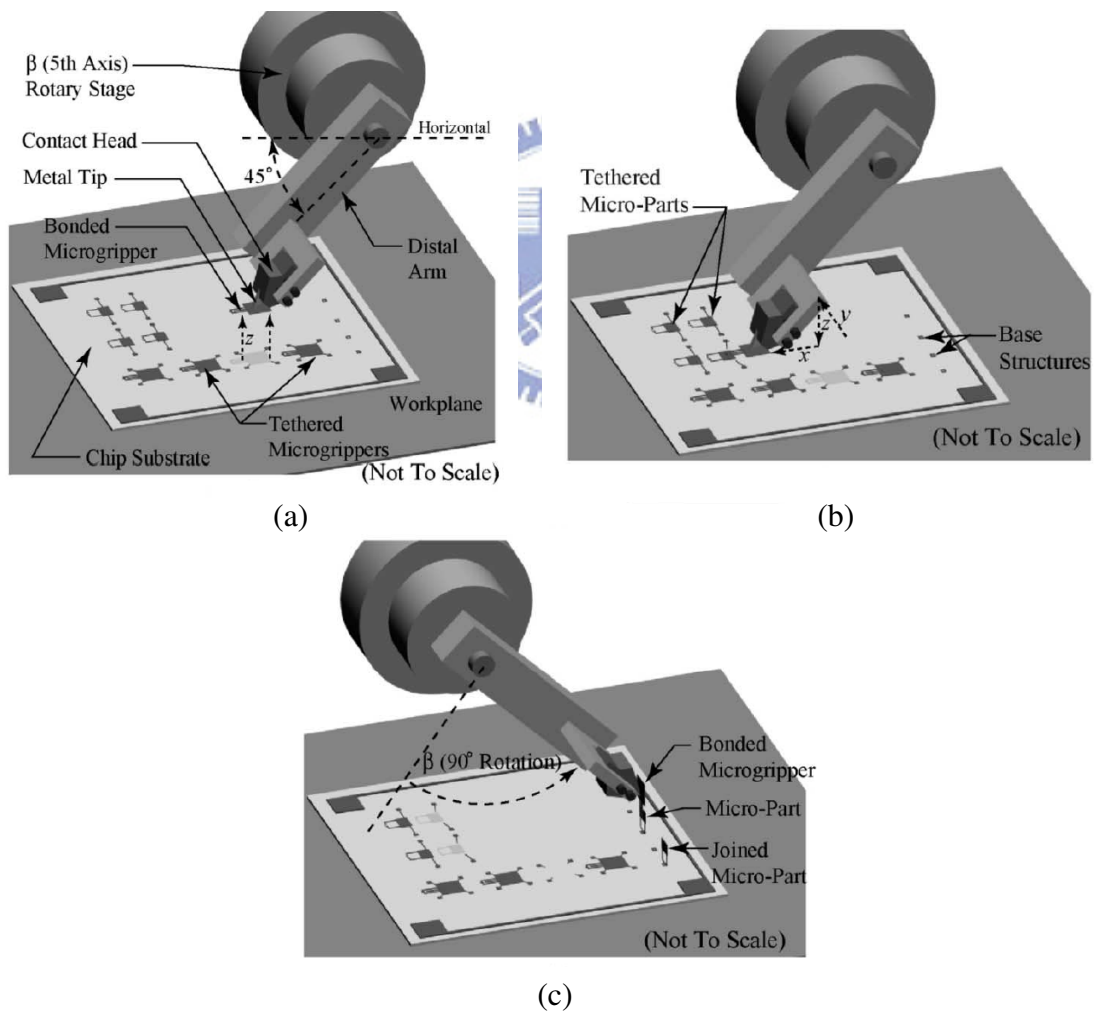 β (5th Axis)
Rotary Stage
Horizontal
Contact Head
45°
Metal Tip
Bonded
Microgripper
Distal
Arm
z
Workplane
Tethered
Microgrippers
Chip Substrate
(Not To Scale)
(a)
Tethered
Micro-Parts
z
y
x
Base
Structures
(Not To Scale)
(b)
β (90° Rotation)
Bonded
Microgripper
Micro-Part
Joined
Micro-Part
(Not To Scale)
(c)